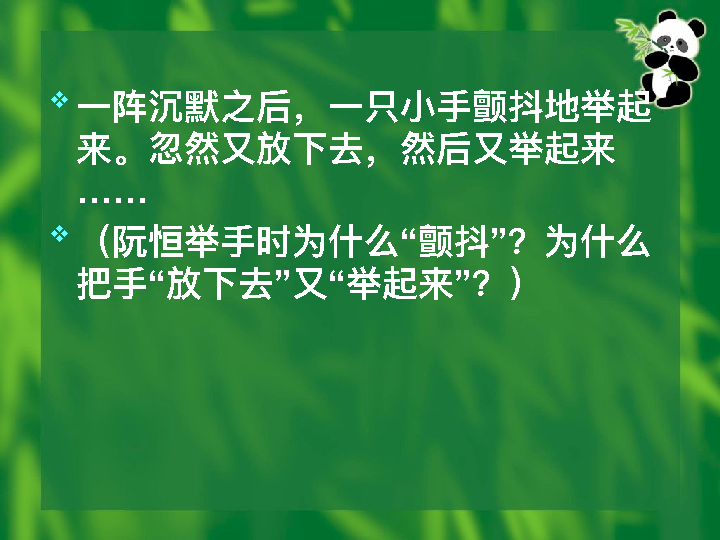 一阵沉默之后，一只小手颤抖地举起
来。忽然又放下去，然后又举起来
……
（阮恒举手时为什么“颤抖”？为什么
把手“放下去”又“举起来”？）